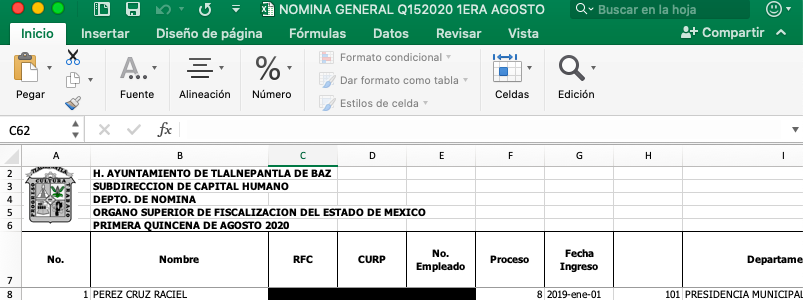 NOMINA GENERAL Q152020 1ERA AGOSTO
Buscar en la hoja
Inicio Insertar Diseño de página Fórmulas Datos Revisar Vista Compartir
Pegar Fuente Alineación % Número Formato condicional Celdas Edición
Dar formato como tabla
Estilos de celda
C62 fx
A B C D E F G H I
2 H. AYUNTAMIENTO DE TLALNEPANTLA DE BAZ
3 SUBDIRECCION DE CAPITAL HUMANO
4 DEPTO. DE NOMINA
5 ORGANO SUPERIOR DE FISCALIZACION DEL ESTADO DE MEXICO
6 PRIMERA QUINCENA DE AGOSTO 2020
7 No. Nombre RFC CURP No. Empleado Proceso Fecha Ingreso Departame
8 1 PEREZ CRUZ RACIEL 8 2019-ene-01 101 PRESIDENCIA MUNICIPAL